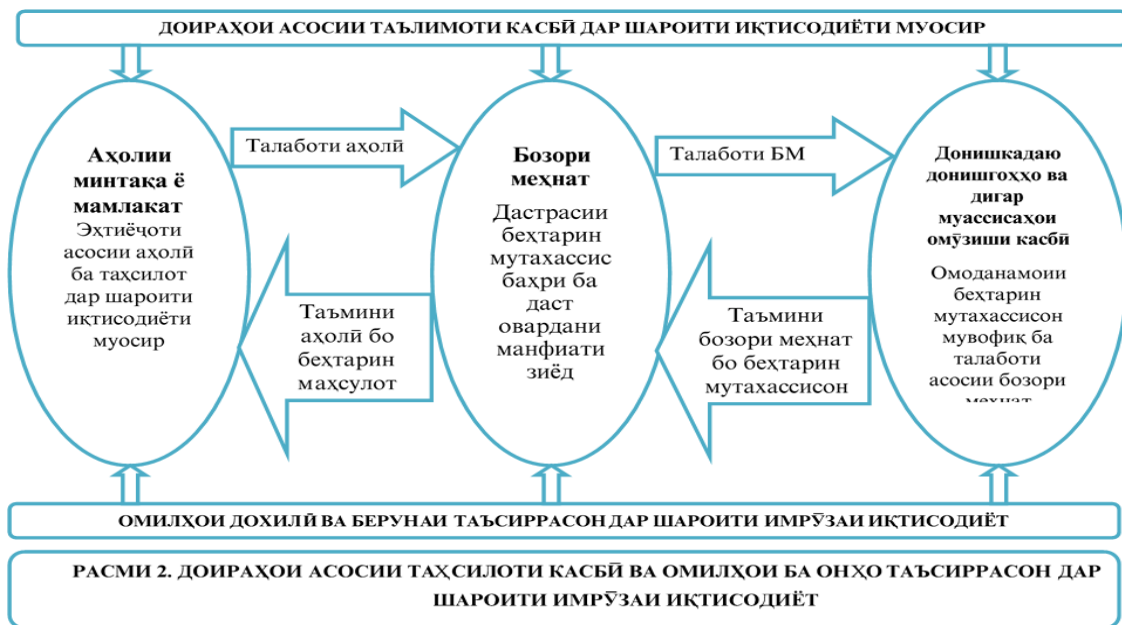 ДОИРАҲОИ АСОСИИ ТАЪЛИМОТИ КАСБӢ ДАР ШАРОИТИ ИҚТИСОДИЁТИ МУОСИР
Аҳолии
минтақа ё
мамлакат
Эҳтиёҷоти
асосии аҳолӣ
ба таҳсилот
дар шароити
иқтисодиёти
муосир
Талаботи аҳолӣ
Таъмини
аҳолӣ бо
беҳтарин
маҳсулот
Бозори
меҳнат
Дастрасии
беҳтарин
мутахассис
баҳри ба
даст
овардани
манфиати
зиёд
Талаботи БМ
Таъмини
бозори меҳнат
бо беҳтарин
мутахассисон
Донишкадаю
донишгоҳҳо ва
дигар
муассисаҳои
омӯзиши касбӣ
Омоданамоии
беҳтарин
мутахассисон
мувофиқ ба
талаботи
асосии бозори
меҳнат
ОМИЛҲОИ ДОХИЛӢ ВА БЕРУНАИ ТАЪСИРРАСОН ДАР ШАРОИТИ ИМРӮЗАИ ИҚТИСОДИЁТ
РАСМИ 2. ДОИРАҲОИ АСОСИИ ТАҲСИЛОТИ КАСБӢ ВА ОМИЛҲОИ БА ОНҲО ТАЪСИРРАСОН ДАР
ШАРОИТИ ИМРӮЗАИ ИҚТИСОДИЁТ